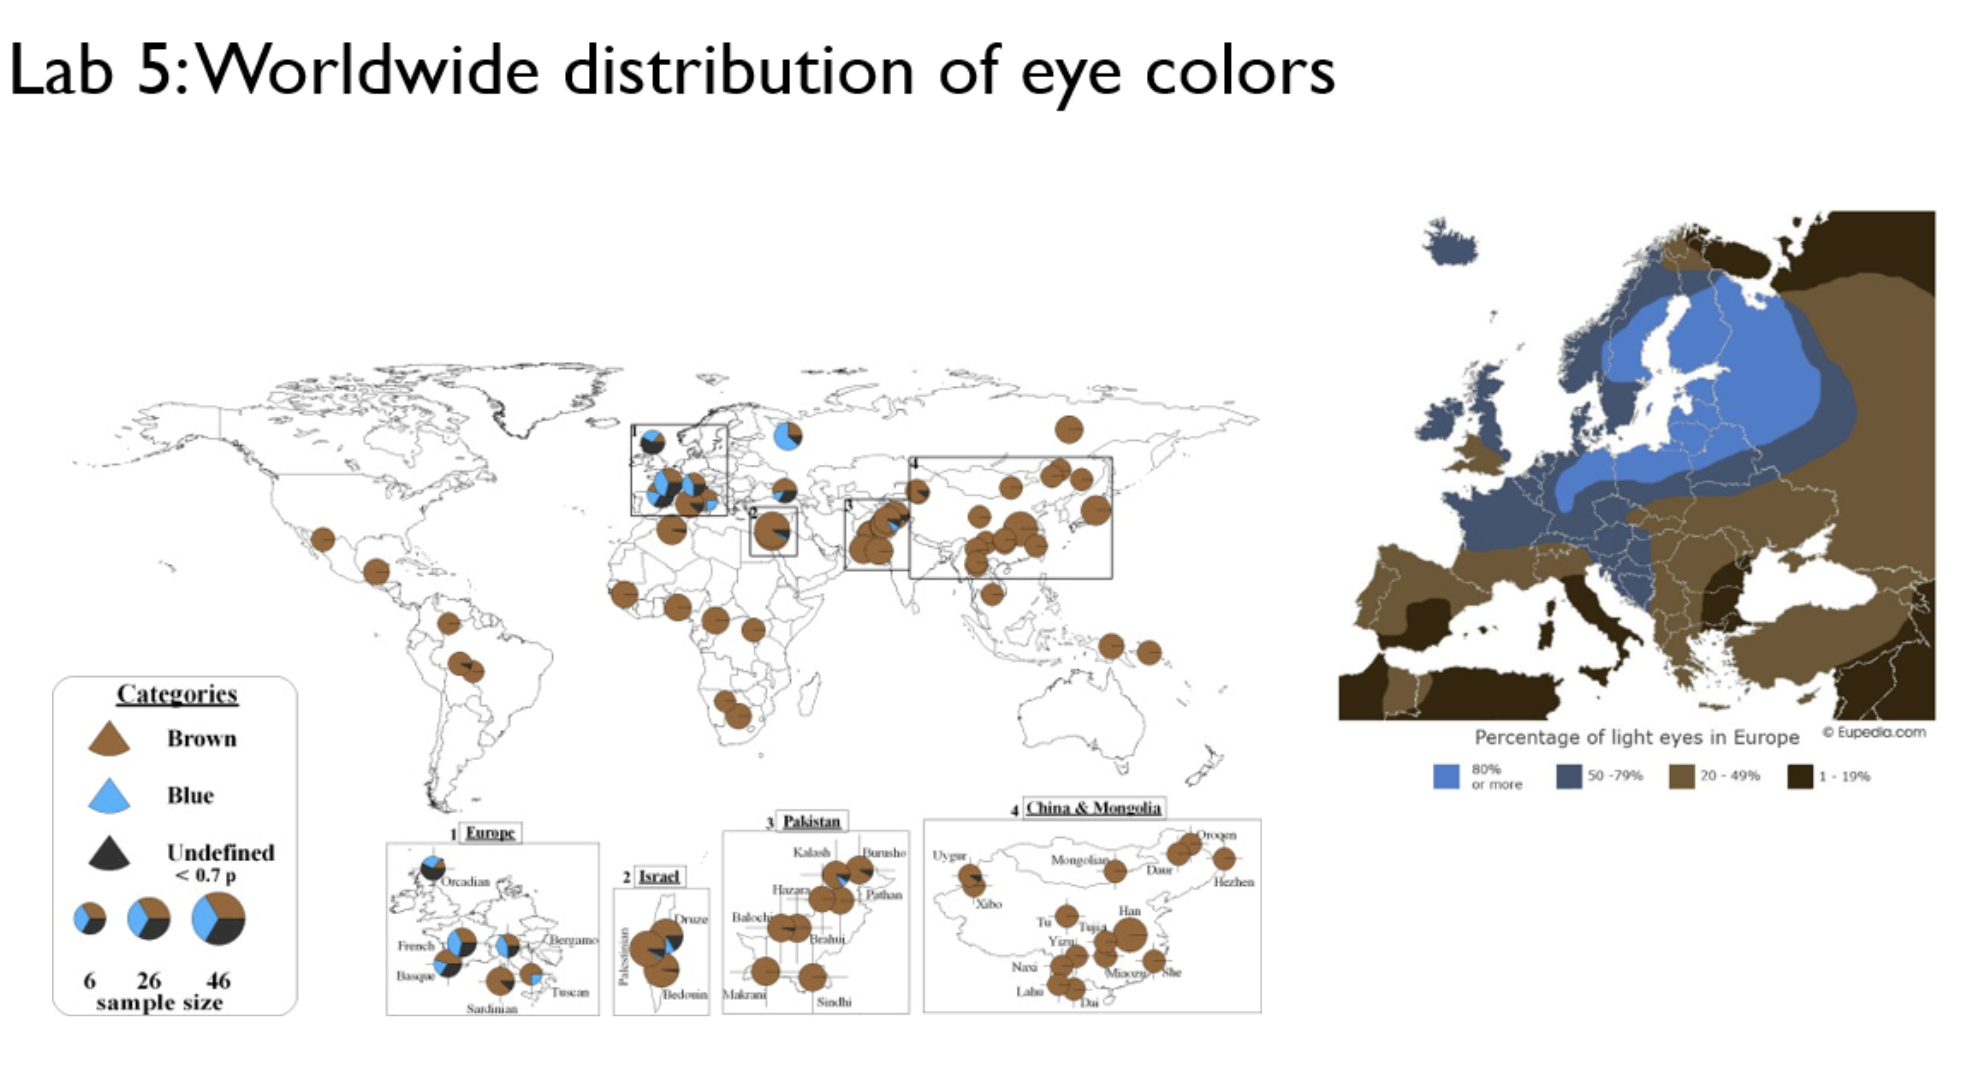 Lab 5: Worldwide distribution of eye colors
1
2
3
4
Categories
Brown
Blue
Undefined
< 0.7 p
6 26 46
sample size
1 Europe
Orcadian
French
Bergamo
Basque
Tuscan
Sardinian
2 Israel
Druze
Palestinian
Bedouin
3 Pakistan
Kalash
Burusho
Hazara
Pathan
Balochi
Brahui
Makrani
Sindhi
4 China & Mongolia
Oroqen
Uygur
Mongolian
Daur
Hezhen
Xibo
Han
Tu
Tujia
Yizu
Naxi
Miaozu
She
Lahu
Dai
Percentage of light eyes in Europe
© Eupedia.com
80%
or more
50 -79%
20 - 49%
1 - 19%